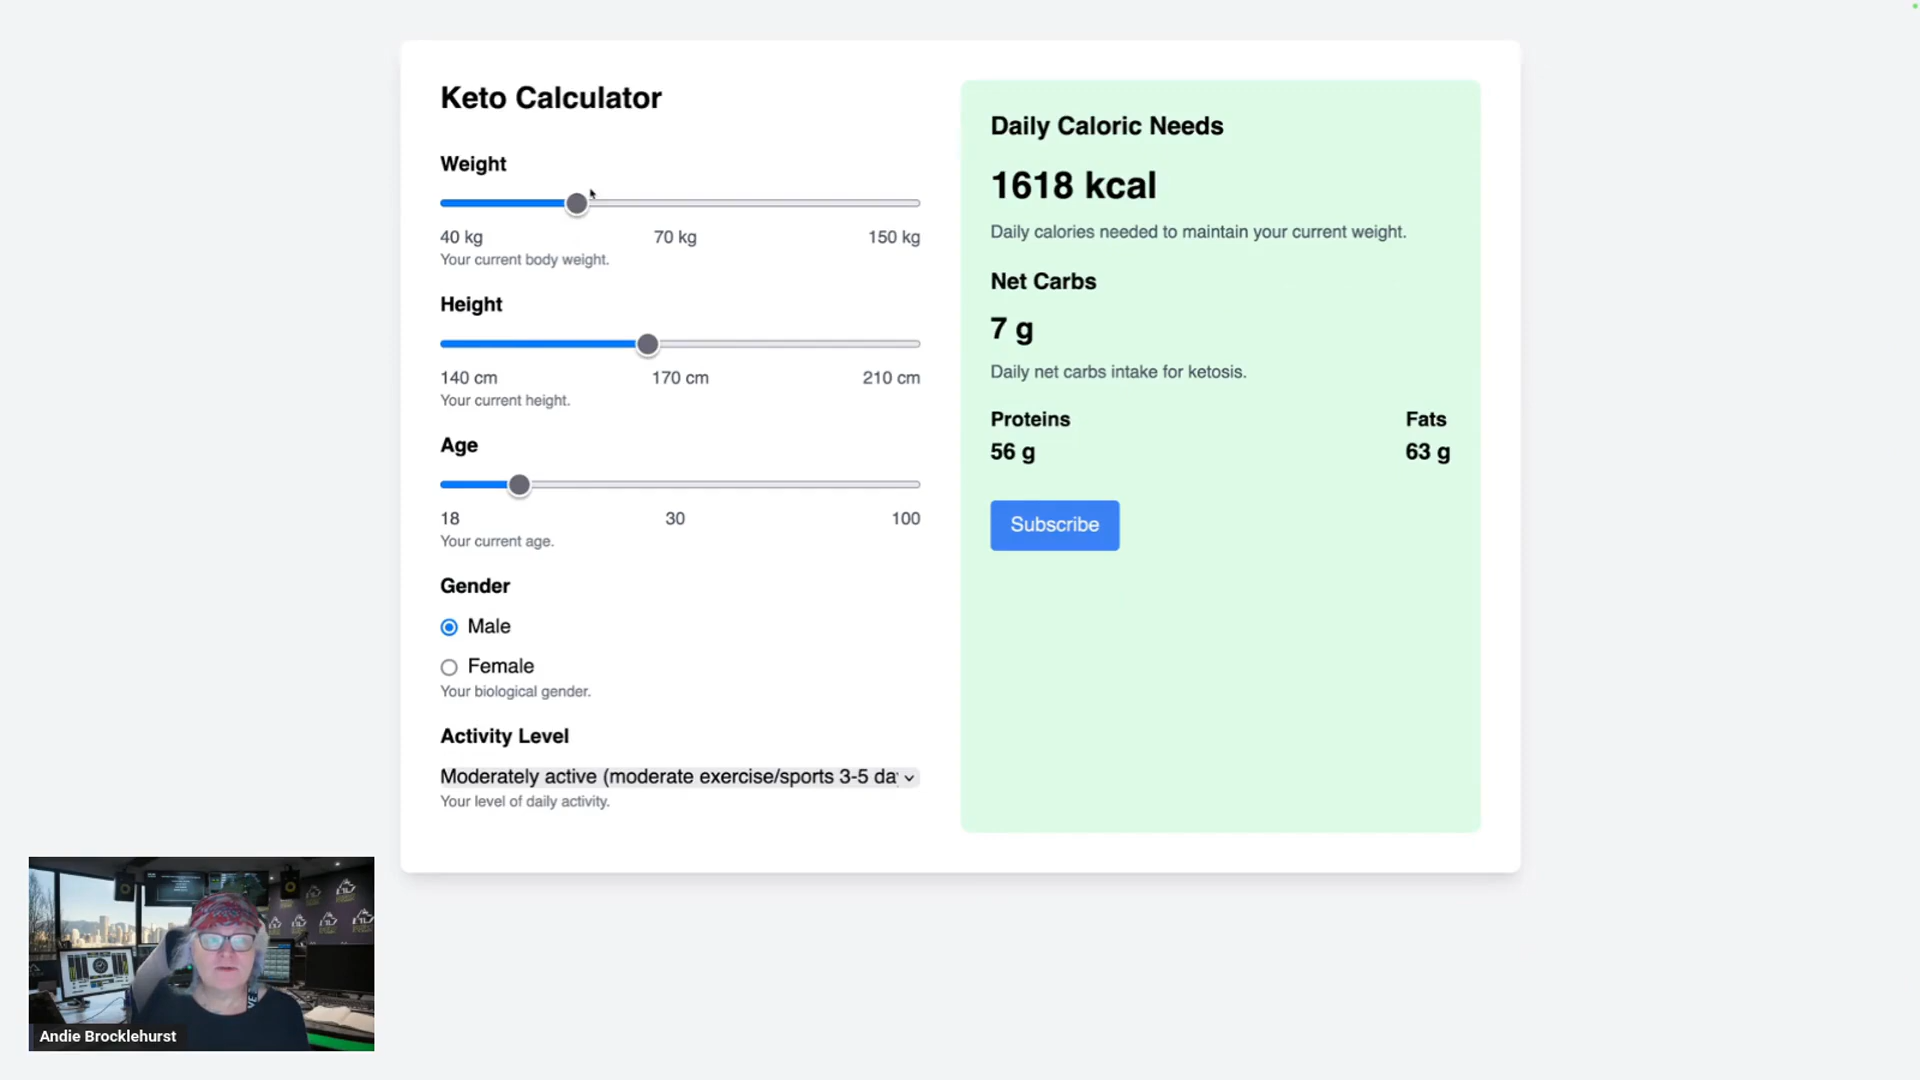 Keto Calculator
Weight
40 kg 70 kg 150 kg
Your current body weight.
Height
140 cm 170 cm 210 cm
Your current height.
Age
18 30 100
Your current age.
Gender
Male
Female
Your biological gender.
Activity Level
Moderately active (moderate exercise/sports 3-5 da
Your level of daily activity.
Daily Caloric Needs
1618 kcal
Daily calories needed to maintain your current weight.
Net Carbs
7 g
Daily net carbs intake for ketosis.
Proteins Fats
56 g 63 g
Subscribe
Andie Brocklehurst